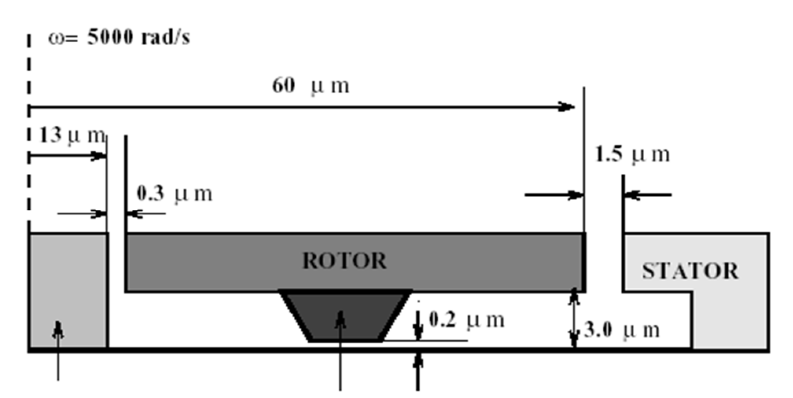 ω= 5000 rad/s
60 μ m
13 μ m
1.5 μ m
0.3 μ m
ROTOR
STATOR
0.2 μ m
3.0 μ m